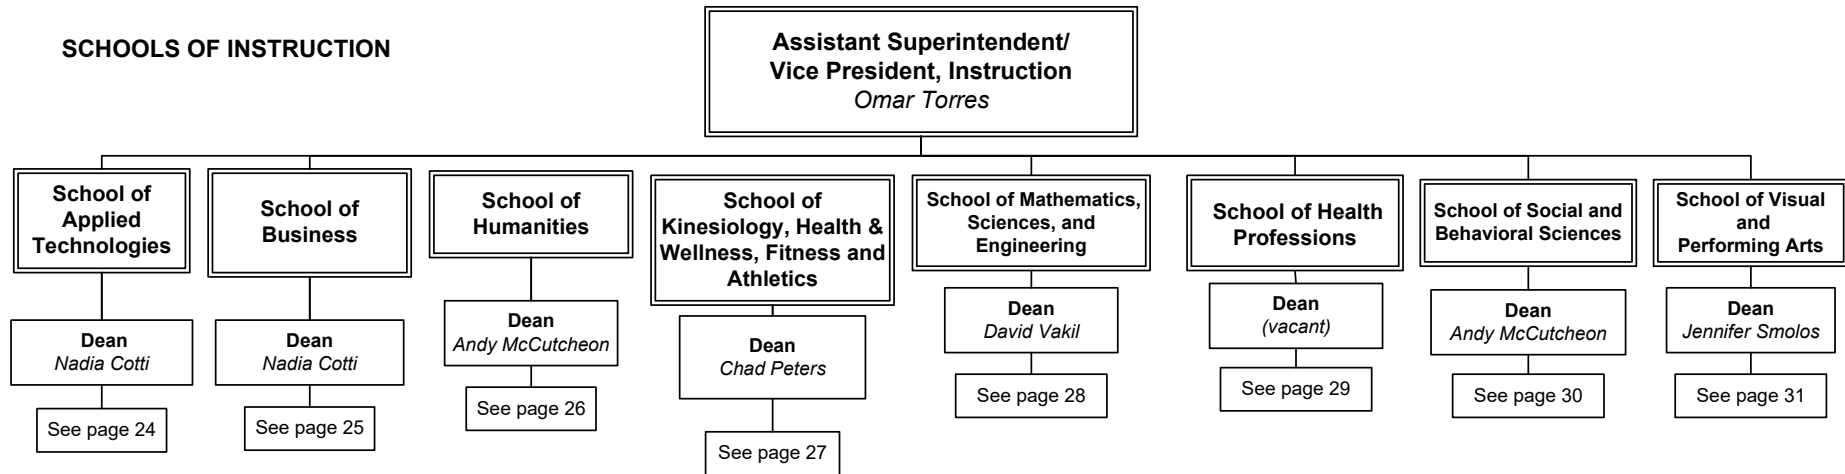 SCHOOLS OF INSTRUCTION
Assistant Superintendent/
Vice President, Instruction
Omar Torres
School of
Applied
Technologies
Dean
Nadia Cotti
See page 24
School of
Business
Dean
Nadia Cotti
See page 25
School of
Humanities
Dean
Andy McCutcheon
See page 26
School of
Kinesiology, Health &
Wellness, Fitness and
Athletics
Dean
Chad Peters
See page 27
School of Mathematics,
Sciences, and
Engineering
Dean
David Vakil
See page 28
School of Health
Professions
Dean
(vacant)
See page 29
School of Social and
Behavioral Sciences
Dean
Andy McCutcheon
See page 30
School of Visual
and
Performing Arts
Dean
Jennifer Smolos
See page 31